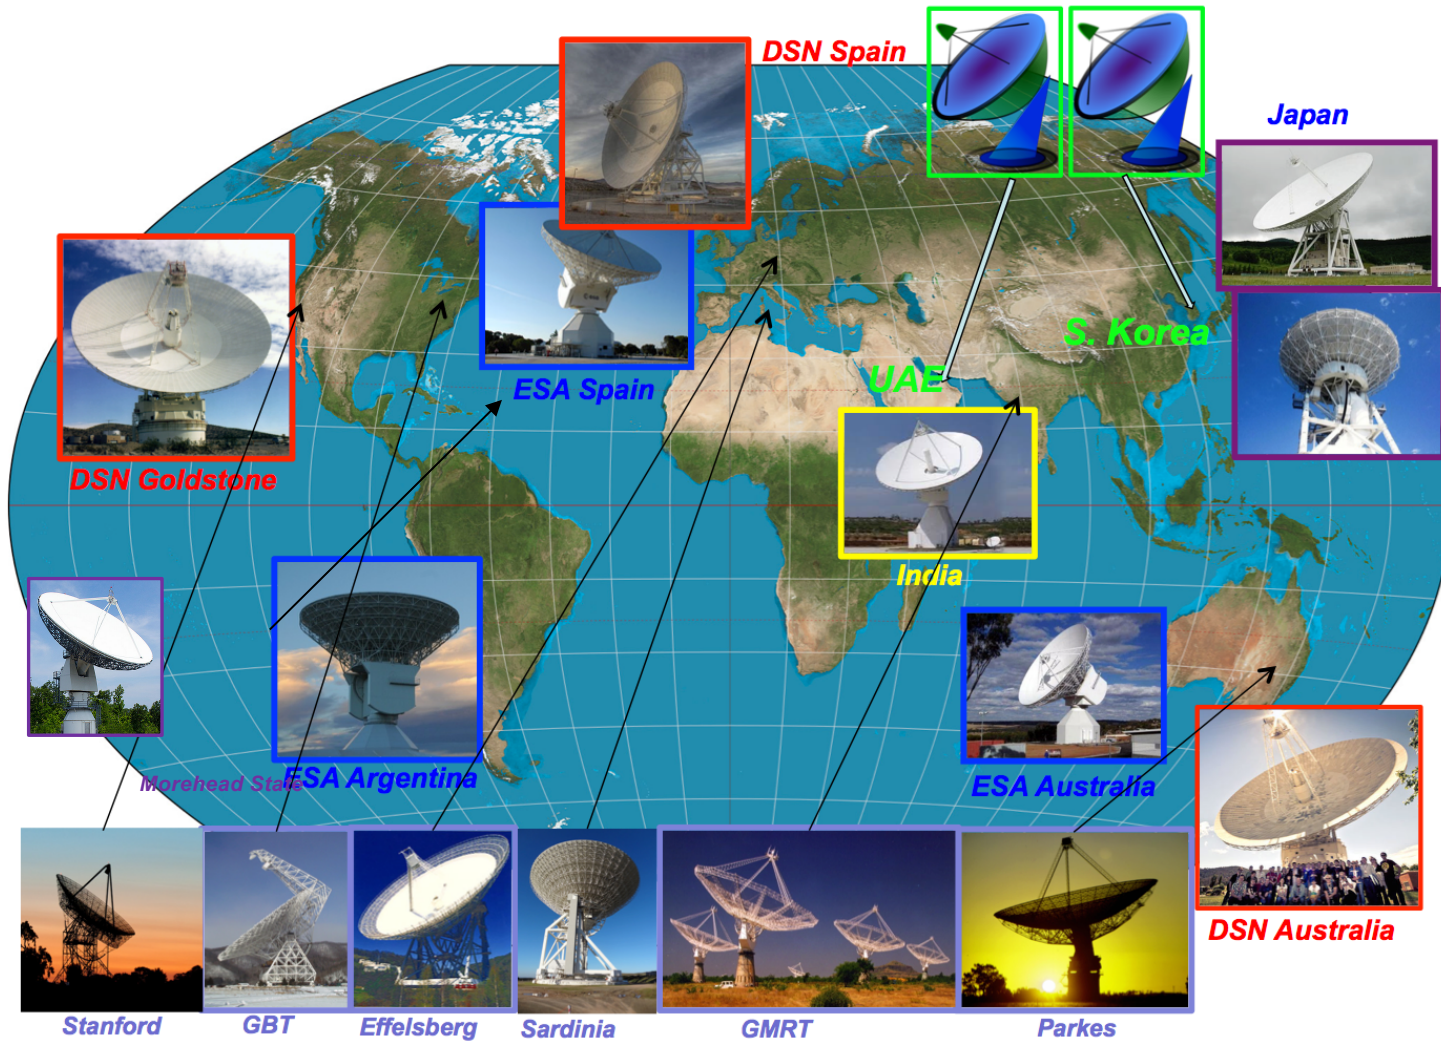 DSN Spain
Japan
S. Korea
UAE
ESA Spain
DSN Goldstone
India
Morehead State
ESA Argentina
ESA Australia
DSN Australia
Stanford
GBT
Effelsberg
Sardinia
GMRT
Parkes